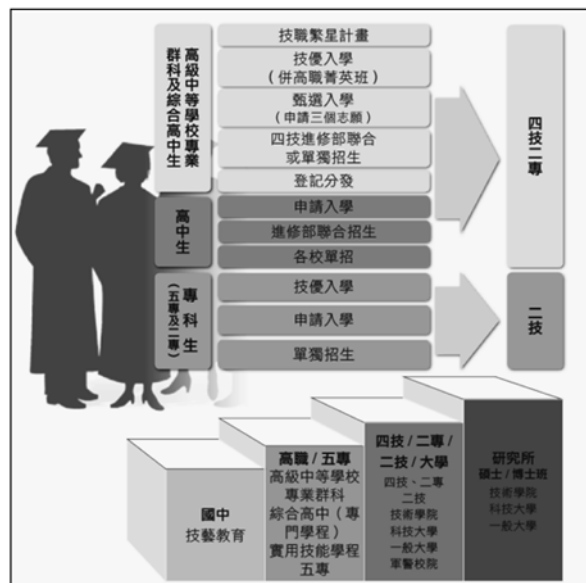 高級中等學校專業
群科及綜合高中生
技職繁星計畫
技優入學
（併高職菁英班）
甄選入學
（申請三個志願）
四技進修部聯合
或單獨招生
登記分發
高中生
申請入學
進修部聯合招生
各校單招
四技二專
專科生
（五專及二專）
技優入學
申請入學
單獨招生
二技
國中
技藝教育
高職 / 五專
高級中等學校
專業群科
綜合高中（專
門學程）
實用技能學程
五專
四技 / 二專 /
二技 / 大學
四技、二專
二技
技術學院
科技大學
一般大學
軍警校院
研究所
碩士 / 博士班
技術學院
科技大學
一般大學